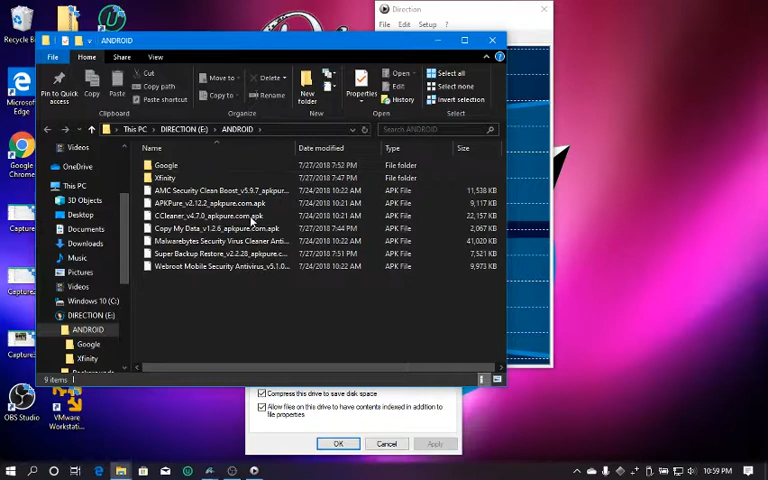 Direction
File Edit Setup ?
Recycle B
ANDROID
File Home Share View
Pin to Quick access
Copy
Paste
Cut
Copy path
Paste shortcut
Clipboard
Move to
Copy to
Delete
Rename
Organize
New folder
New
Properties
Open
Edit
History
Open
Select all
Select none
Invert selection
Select
This PC > DIRECTION (E:) > ANDROID >
Search ANDROID
Name Date modified Type Size
Google 7/27/2018 7:52 PM File folder
Xfinity 7/27/2018 7:47 PM File folder
AMC Security Clean Boost_v5.9.7_apkpur... 7/24/2018 10:22 AM APK File 11,538 KB
APKPure_v2.12.2_apkpure.com.apk 7/24/2018 10:21 AM APK File 9,117 KB
CCleaner_v4.7.0_apkpure.com.apk 7/24/2018 10:21 AM APK File 22,157 KB
Copy My Data_v1.2.6_apkpure.com.apk 7/27/2018 7:44 PM APK File 2,067 KB
Malwarebytes Security Virus Cleaner Anti... 7/24/2018 10:22 AM APK File 41,020 KB
Super Backup Restore_v2.2.28_apkpure.c... 7/27/2018 7:51 PM APK File 7,521 KB
Webroot Mobile Security Antivirus_v5.1.0... 7/24/2018 10:22 AM APK File 9,973 KB
Videos
OneDrive
This PC
3D Objects
Desktop
Documents
Downloads
Music
Pictures
Videos
Windows 10 (C:)
DIRECTION (E:)
ANDROID
Google
Xfinity
9 items
Microsoft Edge
Google Chrome
Capture
Capture
Capture
OBS Studio
VMware Workstati...
Compress this drive to save disk space
Allow files on this drive to have contents indexed in addition to file properties
OK Cancel Apply
10:59 PM